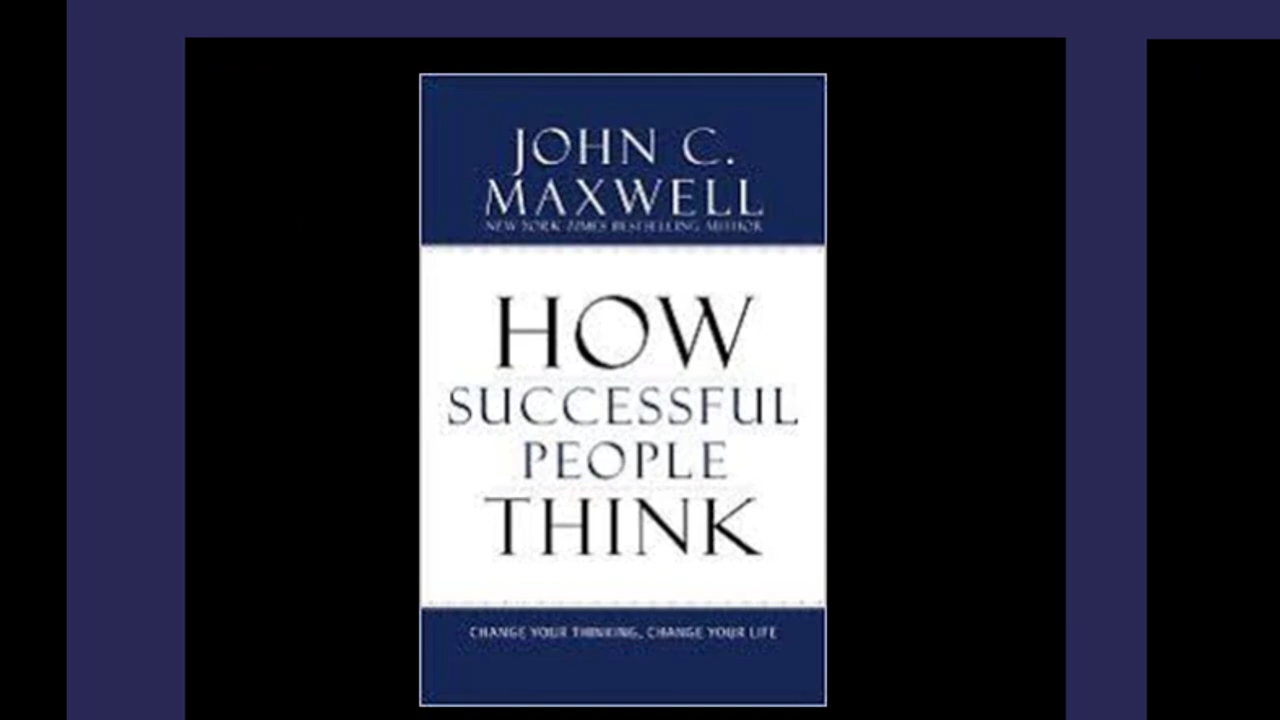 JOHN C.
MAXWELL
NEW YORK TIMES BESTSELLING AUTHOR
HOW
SUCCESSFUL
PEOPLE
THINK
CHANGE YOUR THINKING, CHANGE YOUR LIFE